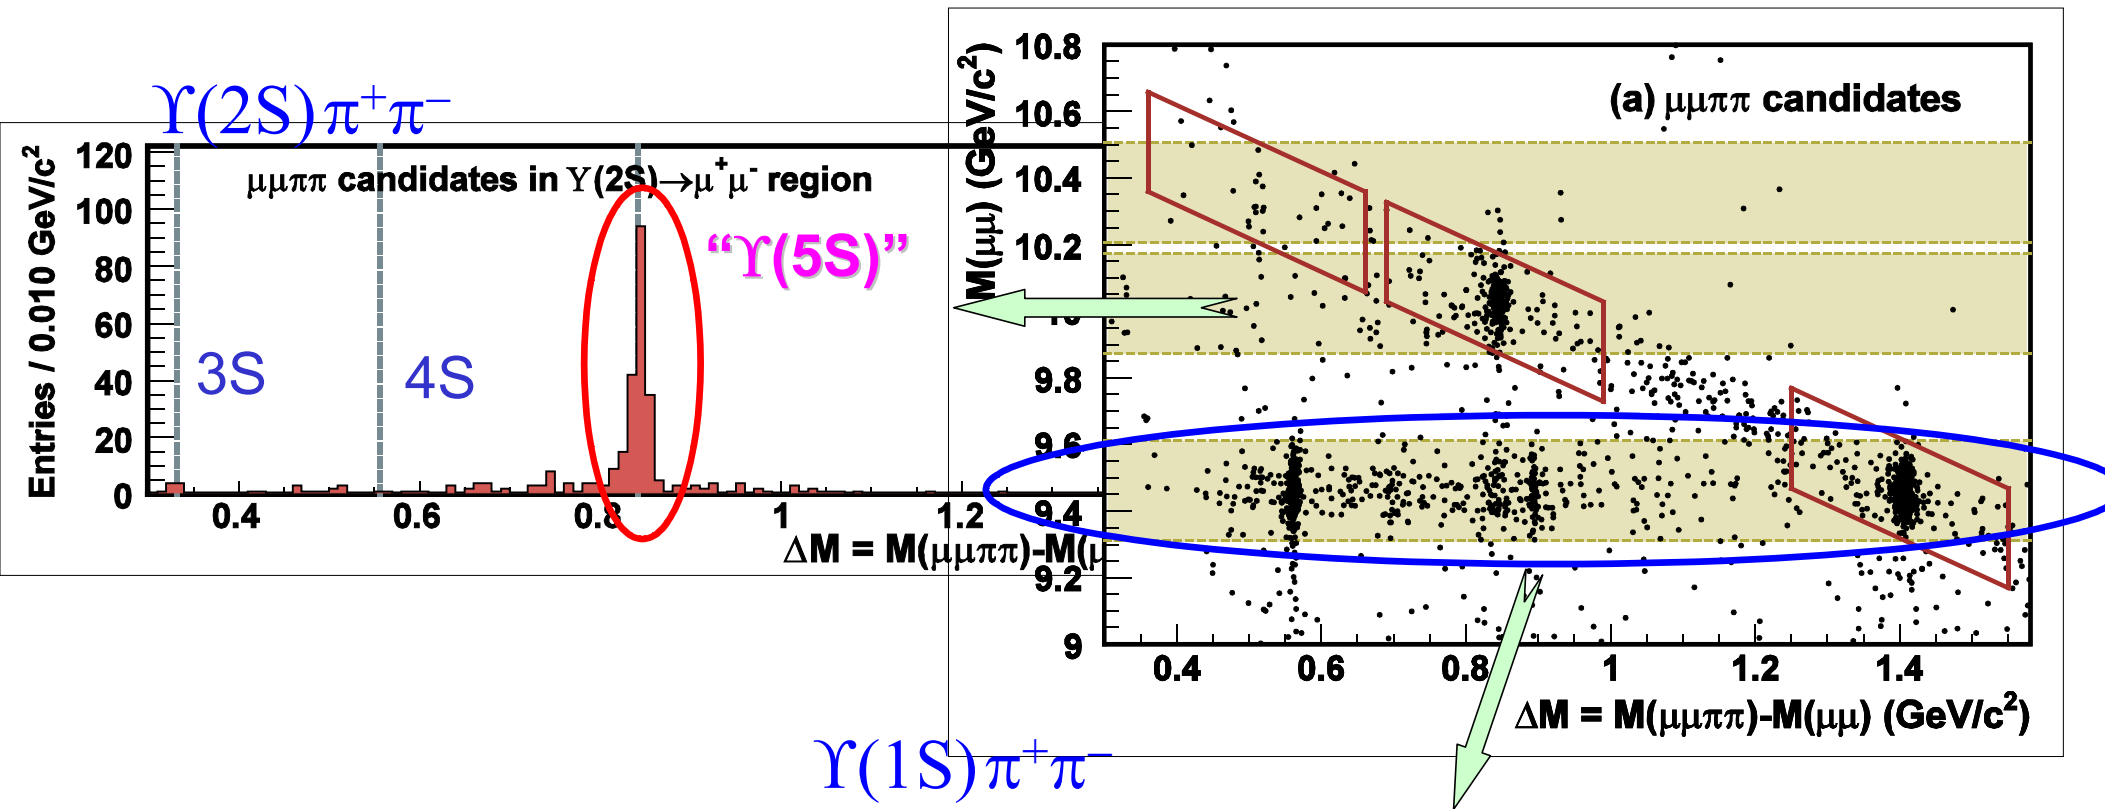 ϒ(2S)π⁺π⁻
Entries / 0.010 GeV/c²
120
100
80
60
40
20
0
μμππ candidates in ϒ(2S)→μ⁺μ⁻ region
“ϒ(5S)”
3S
4S
0.4
0.6
0.8
1
1.2
ΔM = M(μμππ)-M(μ
M(μμ) (GeV/c²)
10.8
10.6
10.4
10.2
9.8
9.6
9.4
9.2
9
(a) μμππ candidates
0.4
0.6
0.8
1
1.2
1.4
ΔM = M(μμππ)-M(μμ) (GeV/c²)
ϒ(1S)π⁺π⁻